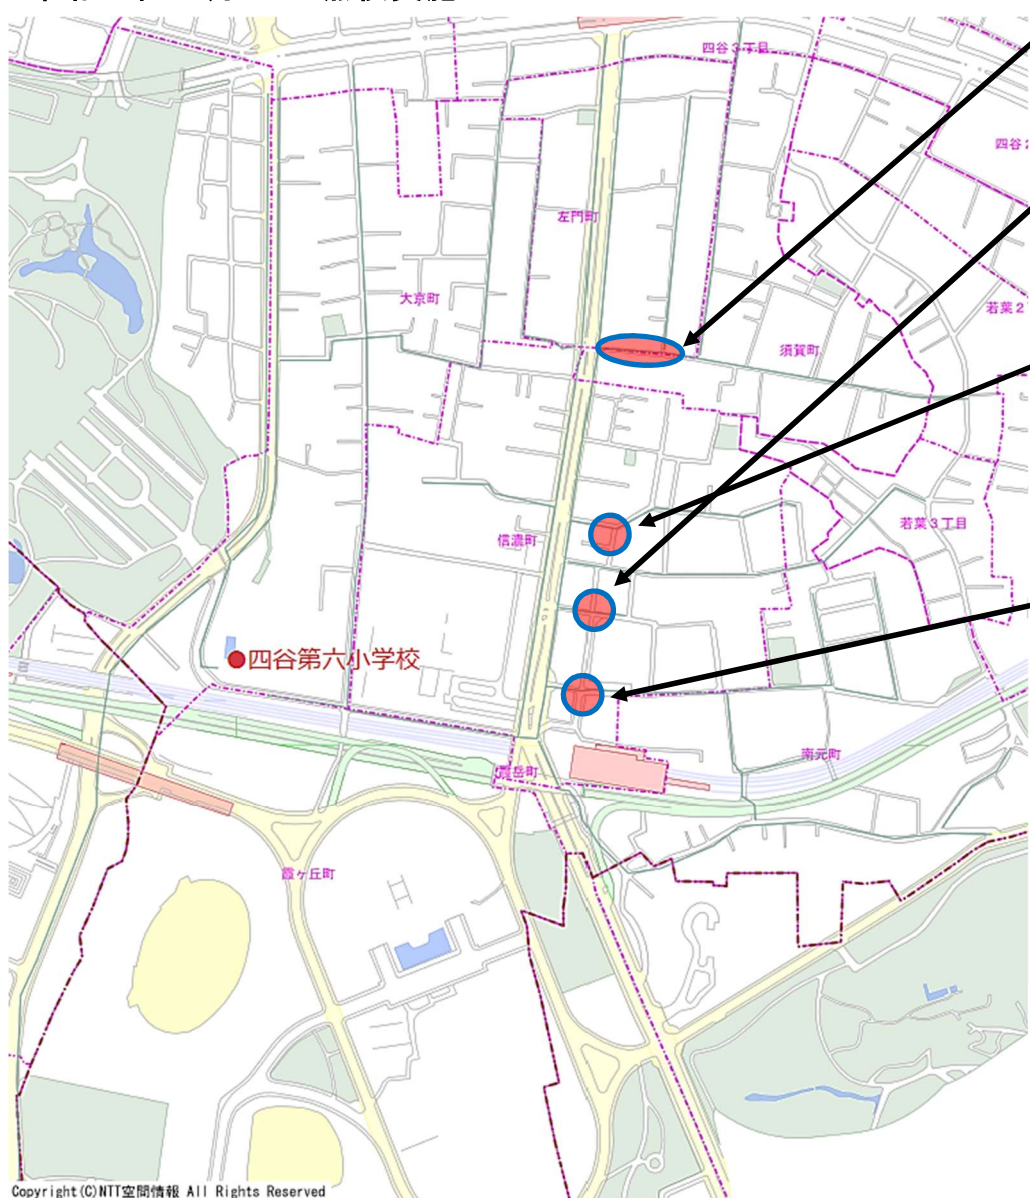 四谷3丁目
四谷2
左門町
大京町
若葉2
須賀町
若葉3丁目
信濃町
四谷第六小学校
南元町
霞岳町
霞ヶ丘町
Copyright(C)NTT空間情報 All Rights Reserved